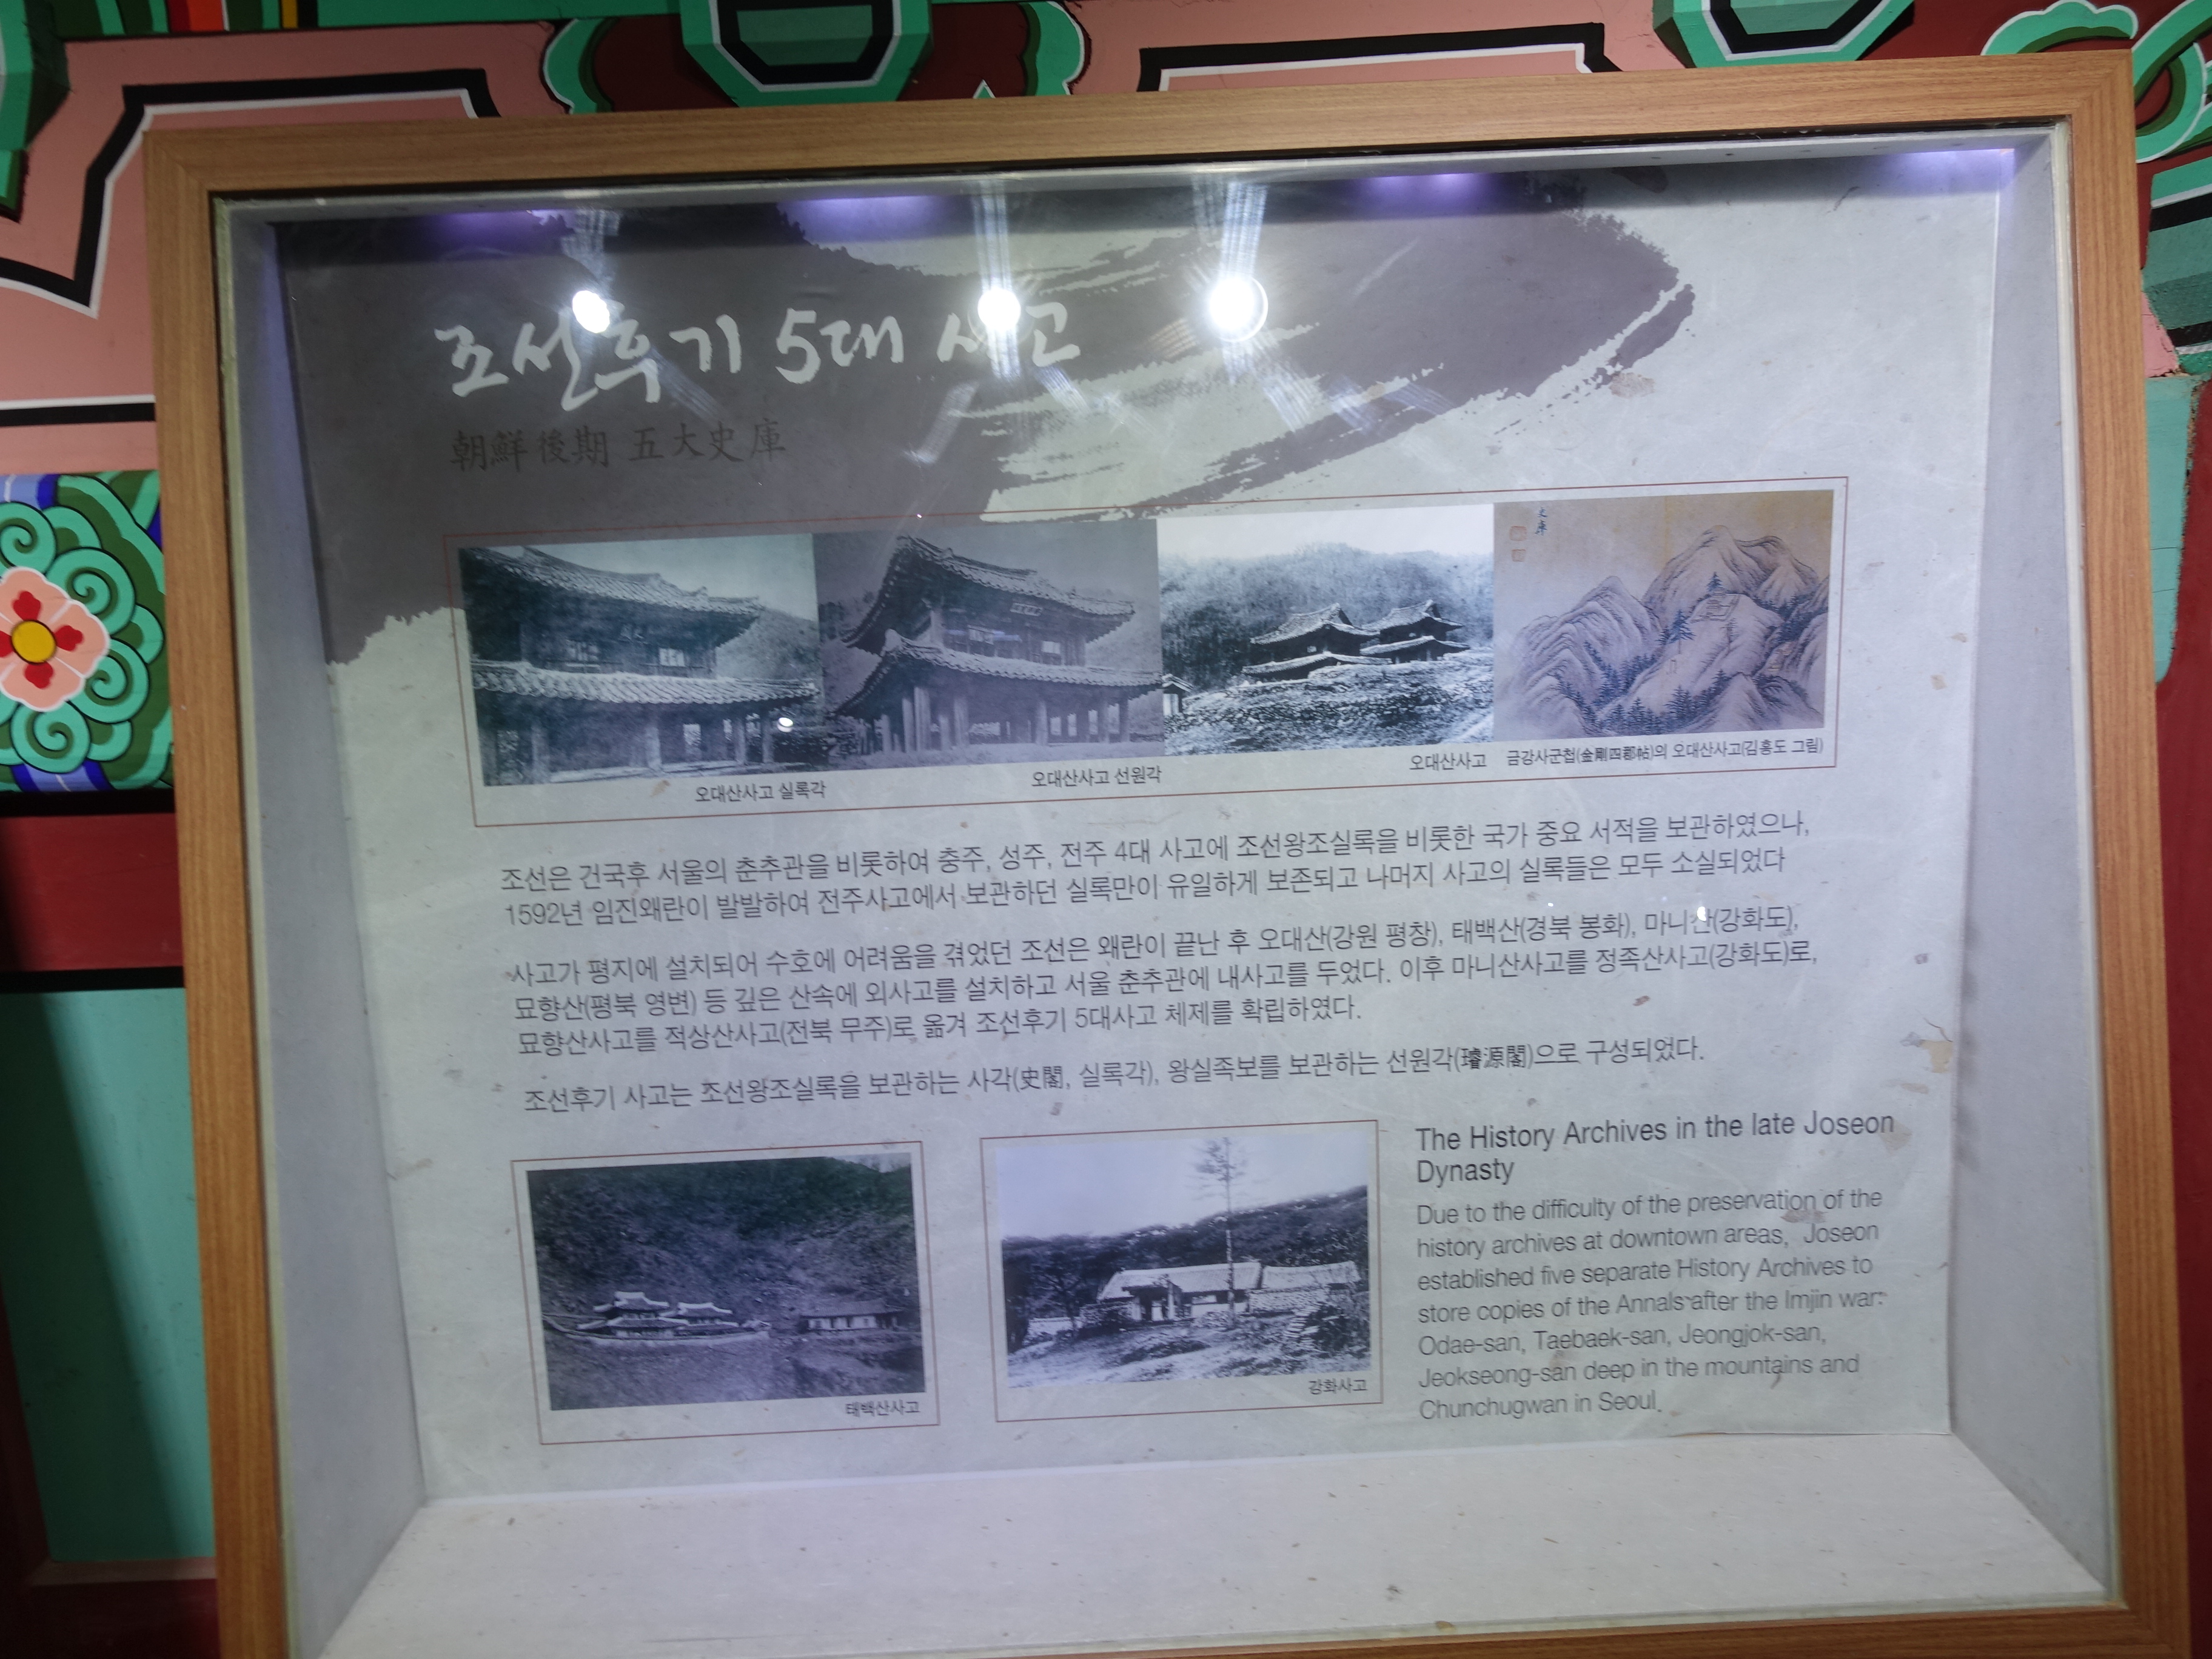 조선후기 5대 사고
朝鮮後期 五大史庫
史庫
오대산사고 실록각
오대산사고 선원각
오대산사고
금강사군첩(金剛四郡帖)의 오대산사고(김홍도 그림)
조선은 건국후 서울의 춘추관을 비롯하여 충주, 성주, 전주 4대 사고에 조선왕조실록을 비롯한 국가 중요 서적을 보관하였으나,
1592년 임진왜란이 발발하여 전주사고에서 보관하던 실록만이 유일하게 보존되고 나머지 사고의 실록들은 모두 소실되었다
사고가 평지에 설치되어 수호에 어려움을 겪었던 조선은 왜란이 끝난 후 오대산(강원 평창), 태백산(경북 봉화), 마니산(강화도),
묘향산(평북 영변) 등 깊은 산속에 외사고를 설치하고 서울 춘추관에 내사고를 두었다. 이후 마니산사고를 정족산사고(강화도)로,
묘향산사고를 적상산사고(전북 무주)로 옮겨 조선후기 5대사고 체제를 확립하였다.
조선후기 사고는 조선왕조실록을 보관하는 사각(史閣, 실록각), 왕실족보를 보관하는 선원각(璿源閣)으로 구성되었다.
태백산사고
강화사고
The History Archives in the late Joseon
Dynasty
Due to the difficulty of the preservation of the
history archives at downtown areas, Joseon
established five separate History Archives to
store copies of the Annals after the Imjin war:
Odae-san, Taebaek-san, Jeongjok-san,
Jeokseong-san deep in the mountains and
Chunchugwan in Seoul.